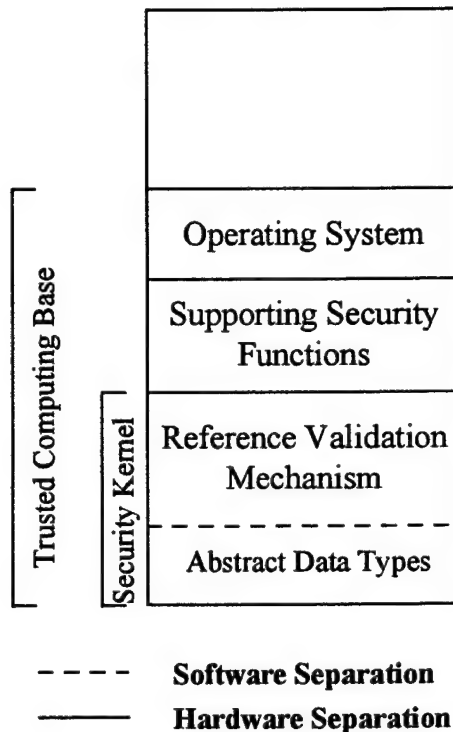 Operating System
Supporting Security
Functions
Reference Validation
Mechanism
Abstract Data Types
Trusted Computing Base
Security Kernel
Software Separation
Hardware Separation